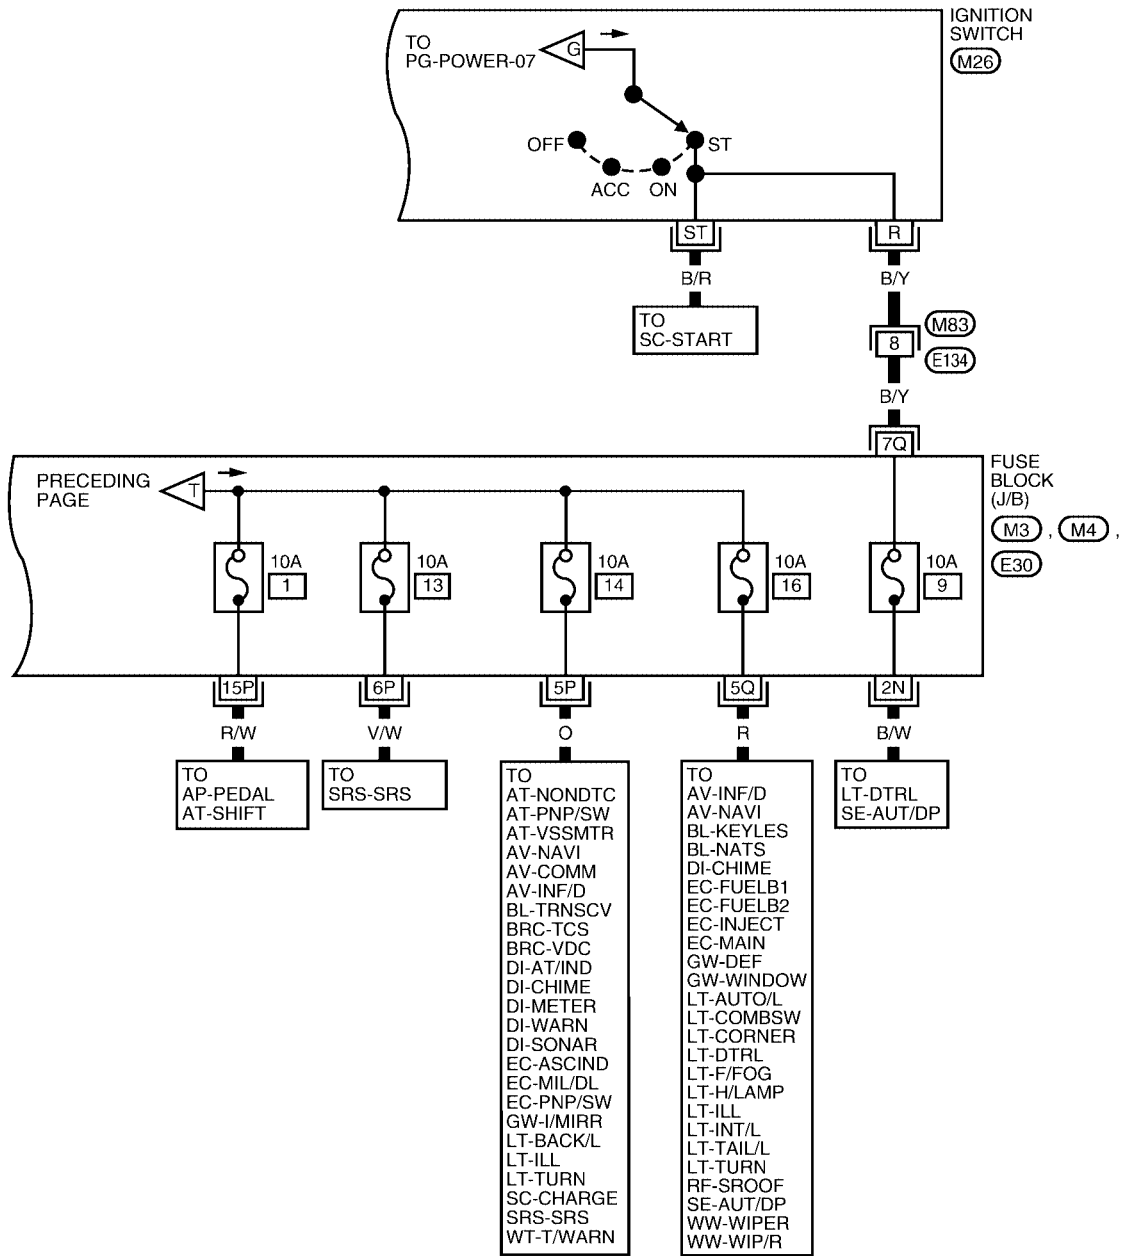 IGNITION
SWITCH
M26
TO
PG-POWER-07
G
OFF
ACC
ON
ST
ST
R
B/R
B/Y
TO
SC-START
M83
8
E134
B/Y
7Q
PRECEDING
PAGE
T
FUSE
BLOCK
(J/B)
M3 , M4 ,
E30
10A
1
10A
13
10A
14
10A
16
10A
9
15P
6P
5P
5Q
2N
R/W
V/W
O
R
B/W
TO
AP-PEDAL
AT-SHIFT
TO
SRS-SRS
TO
AT-NONDTC
AT-PNP/SW
AT-VSSMTR
AV-NAVI
AV-COMM
AV-INF/D
BL-TRNSCV
BRC-TCS
BRC-VDC
DI-AT/IND
DI-CHIME
DI-METER
DI-WARN
DI-SONAR
EC-ASCIND
EC-MIL/DL
EC-PNP/SW
GW-I/MIRR
LT-BACK/L
LT-ILL
LT-TURN
SC-CHARGE
SRS-SRS
WT-T/WARN
TO
AV-INF/D
AV-NAVI
BL-KEYLES
BL-NATS
DI-CHIME
EC-FUELB1
EC-FUELB2
EC-INJECT
EC-MAIN
GW-DEF
GW-WINDOW
LT-AUTO/L
LT-COMBSW
LT-CORNER
LT-DTRL
LT-F/FOG
LT-H/LAMP
LT-ILL
LT-INT/L
LT-TAIL/L
LT-TURN
RF-SROOF
SE-AUT/DP
WW-WIPER
WW-WIP/R
TO
LT-DTRL
SE-AUT/DP